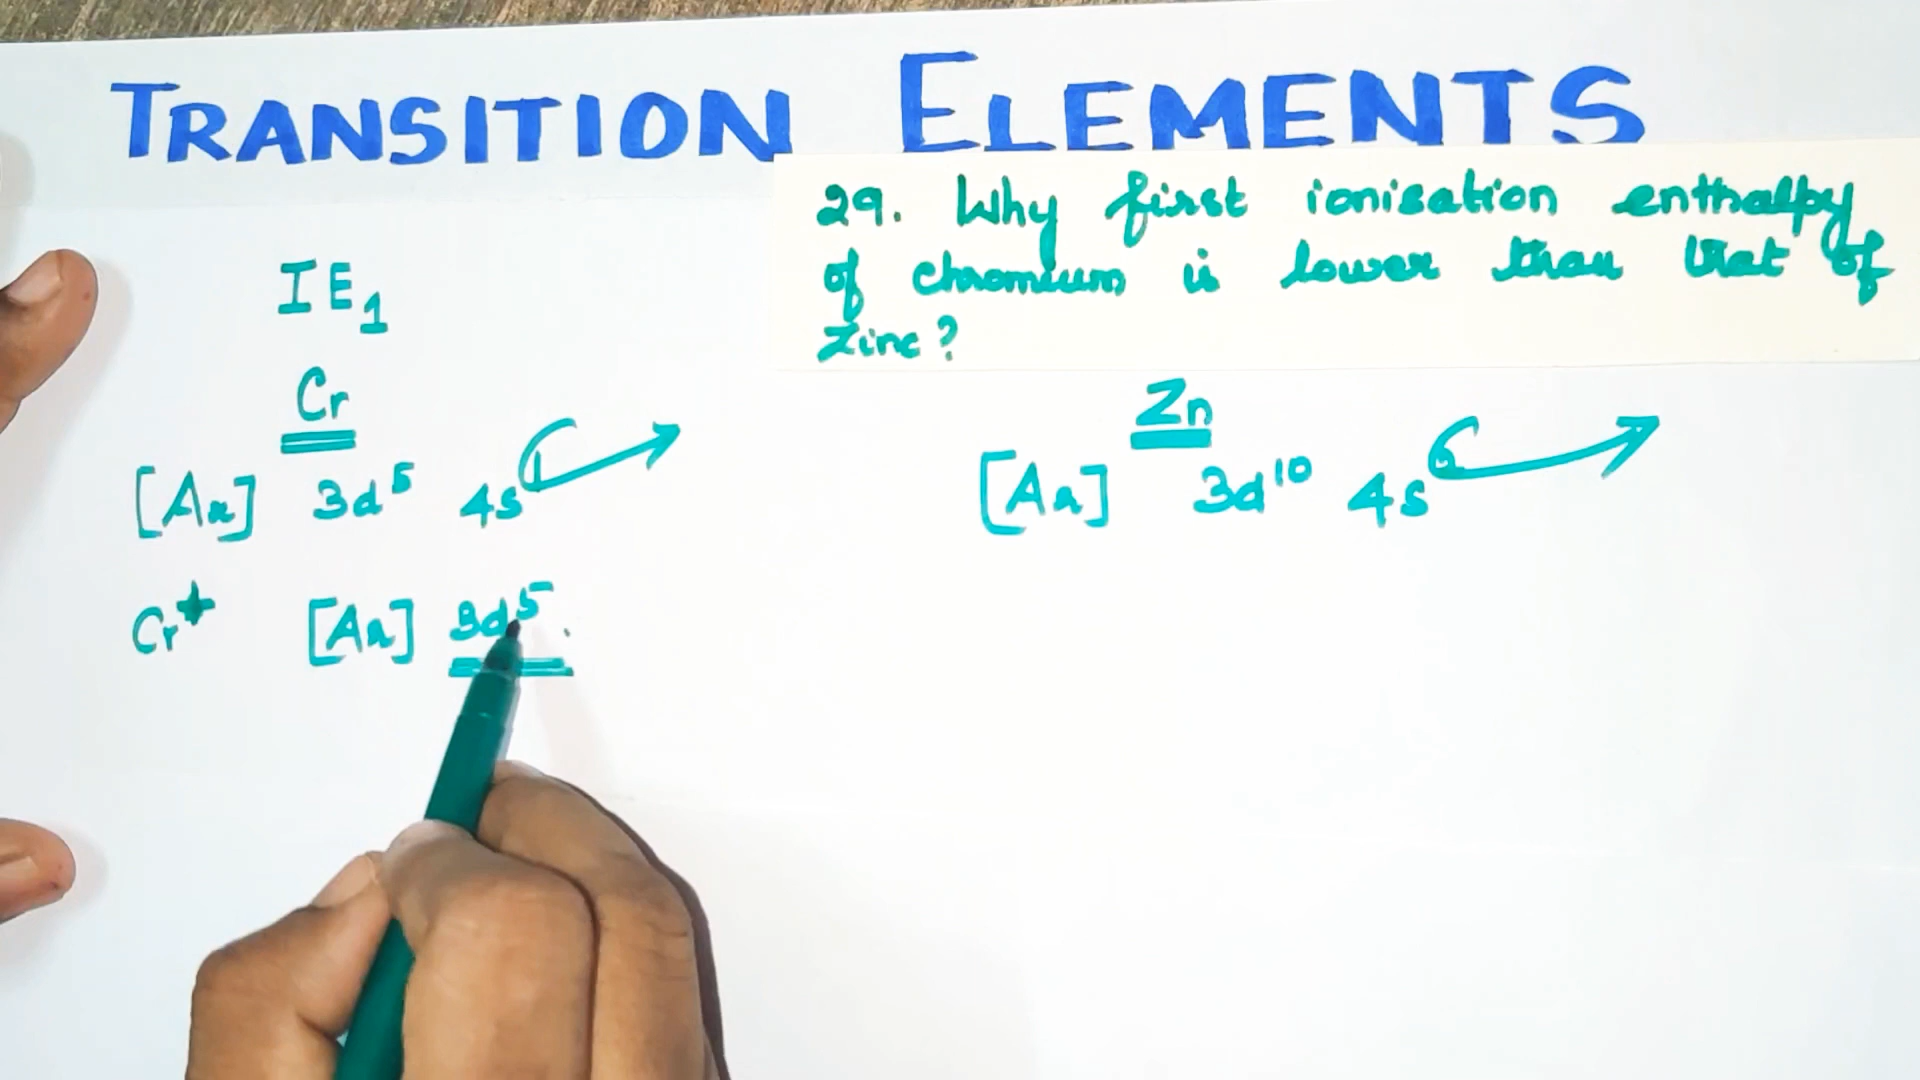 TRANSITION ELEMENTS
29. Why first ionisation enthalpy
of chromium is lower than that of
Zinc?
IE₁
Cr
[Ar] 3d⁵ 4s¹
Zn
[Ar] 3d¹⁰ 4s²
Cr⁺ [Ar] 3d⁵.